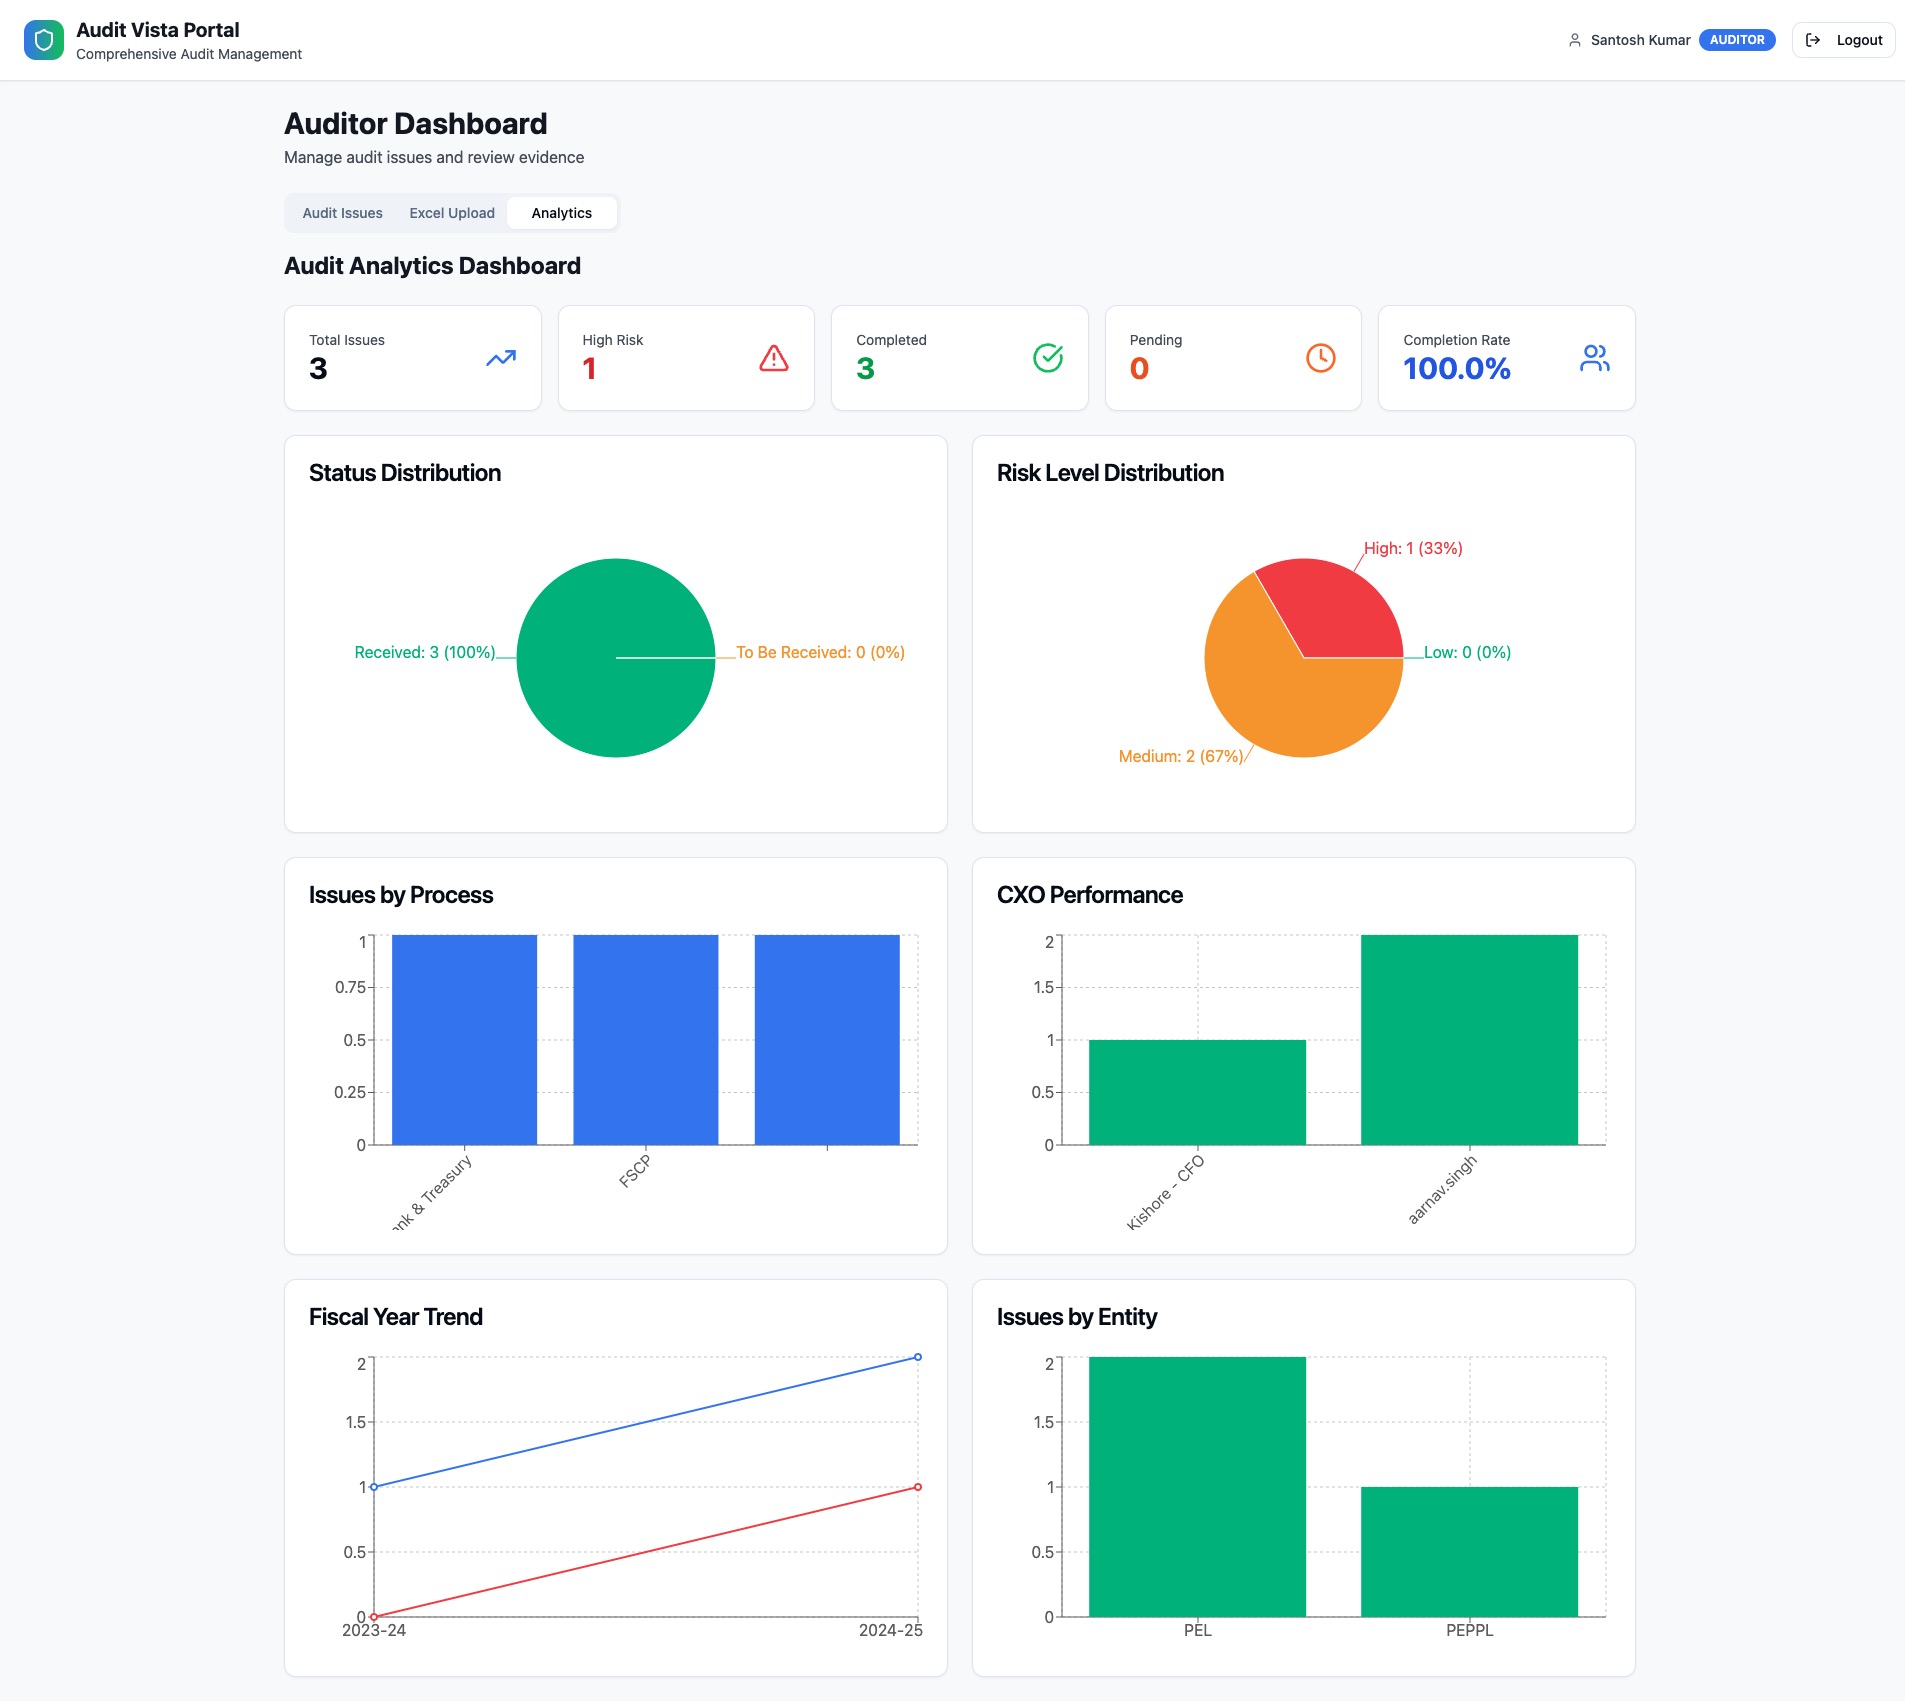 Audit Vista Portal
Comprehensive Audit Management
Santosh Kumar
AUDITOR
Logout
Auditor Dashboard
Manage audit issues and review evidence
Audit Issues
Excel Upload
Analytics
Audit Analytics Dashboard
Total Issues
3
High Risk
1
Completed
3
Pending
0
Completion Rate
100.0%
Status Distribution
Received: 3 (100%)
To Be Received: 0 (0%)
Risk Level Distribution
High: 1 (33%)
Low: 0 (0%)
Medium: 2 (67%)
Issues by Process
1
0.75
0.5
0.25
0
& Treasury
FSCP
CXO Performance
2
1.5
1
0.5
0
Kishore - CFO
aarnav.singh
Fiscal Year Trend
2
1.5
1
0.5
0
2023-24
2024-25
Issues by Entity
2
1.5
1
0.5
0
PEL
PEPPL